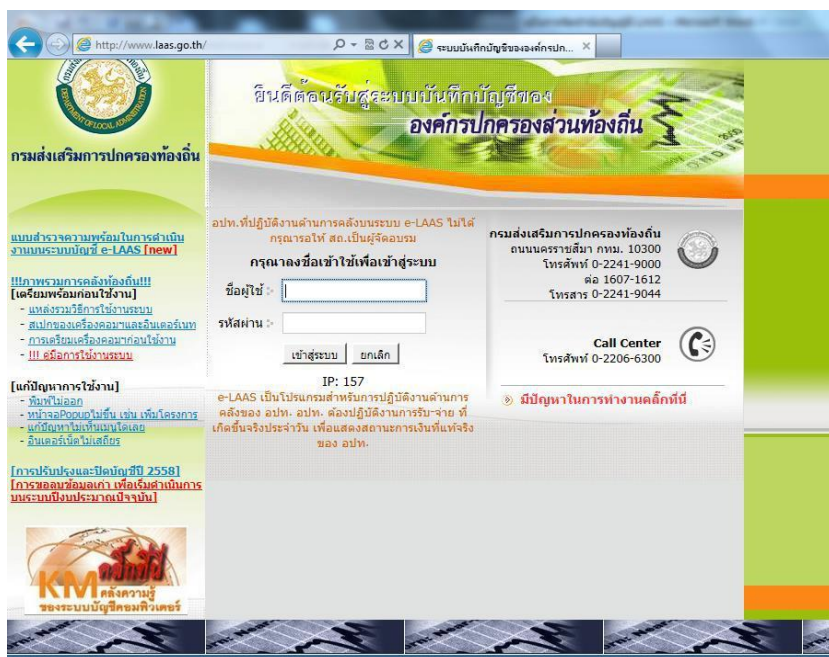 http://www.laas.go.th/
ระบบบันทึกบัญชีขององค์กรปก...
DEPARTMENT OF LOCAL ADMINISTRATION
กรมส่งเสริมการปกครองท้องถิ่น
ยินดีต้อนรับสู่ระบบบันทึกบัญชีของ
องค์กรปกครองส่วนท้องถิ่น
แบบสำรวจความพร้อมในการดำเนิน
งานบนระบบบัญชี e-LAAS [new]
!!!ภาพรวมการคลังท้องถิ่น!!!
[เตรียมพร้อมก่อนใช้งาน]
- แหล่งรวมวิธีการใช้งานระบบ
- สเปกของเครื่องคอมฯและอินเตอร์เนท
- การเตรียมเครื่องคอมฯก่อนใช้งาน
- !!! คู่มือการใช้งานระบบ
[แก้ปัญหาการใช้งาน]
- พิมพ์ไม่ออก
- หน้าจอPopupไม่ขึ้น เช่น เพิ่มโครงการ
- แก้ปัญหาไม่เห็นเมนูใดเลย
- อินเตอร์เน็ตไม่เสถียร
[การปรับปรุงและปิดบัญชีปี 2558]
[การขอลบข้อมูลเก่า เพื่อเริ่มดำเนินการ
บนระบบปีงบประมาณปัจจุบัน]
KM คลิ๊กที่นี่
คลังความรู้
ของระบบบัญชีคอมพิวเตอร์
อปท.ที่ปฏิบัติงานด้านการคลังบนระบบ e-LAAS ไม่ได้
กรุณารอให้ สถ.เป็นผู้จัดอบรม
กรุณาลงชื่อเข้าใช้เพื่อเข้าสู่ระบบ
ชื่อผู้ใช้ :-
รหัสผ่าน :-
เข้าสู่ระบบ ยกเลิก
IP: 157
e-LAAS เป็นโปรแกรมสำหรับการปฏิบัติงานด้านการ
คลังของ อปท. อปท. ต้องปฏิบัติงานการรับ-จ่าย ที่
เกิดขึ้นจริงประจำวัน เพื่อแสดงสถานะการเงินที่แท้จริง
ของ อปท.
กรมส่งเสริมการปกครองท้องถิ่น
ถนนนครราชสีมา กทม. 10300
โทรศัพท์ 0-2241-9000
ต่อ 1607-1612
โทรสาร 0-2241-9044
Call Center
โทรศัพท์ 0-2206-6300
มีปัญหาในการทำงานคลิ๊กที่นี่